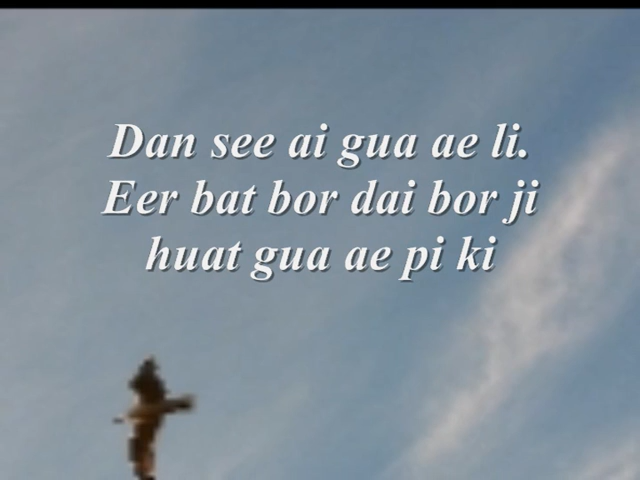 Dan see ai gua ae li.
Eer bat bor dai bor ji
huat gua ae pi ki